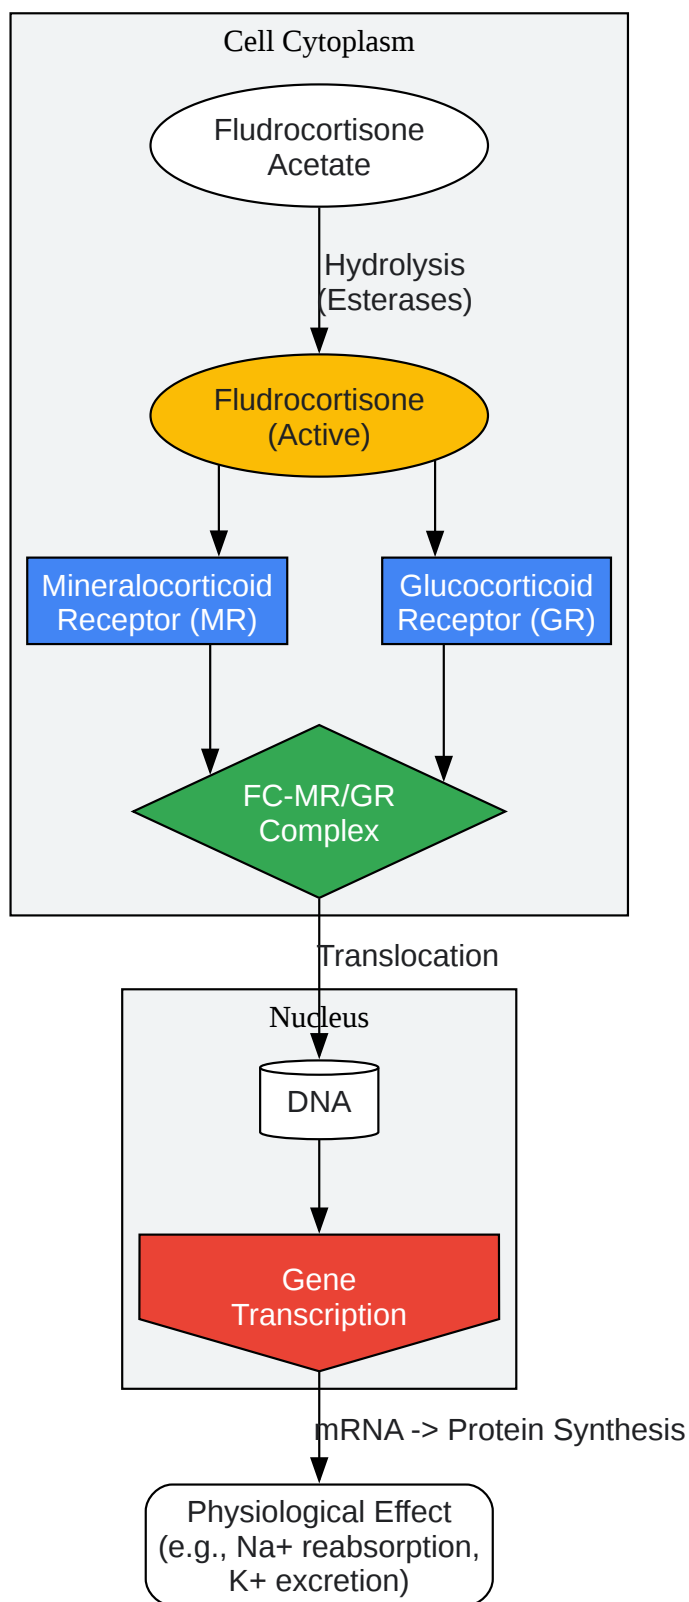 Cell Cytoplasm
Fludrocortisone
Acetate
Hydrolysis
(Esterases)
Fludrocortisone
(Active)
Mineralocorticoid
Receptor (MR)
Glucocorticoid
Receptor (GR)
FC-MR/GR
Complex
Translocation
Nucleus
DNA
Gene
Transcription
mRNA -> Protein Synthesis
Physiological Effect
(e.g., Na+ reabsorption,
K+ excretion)